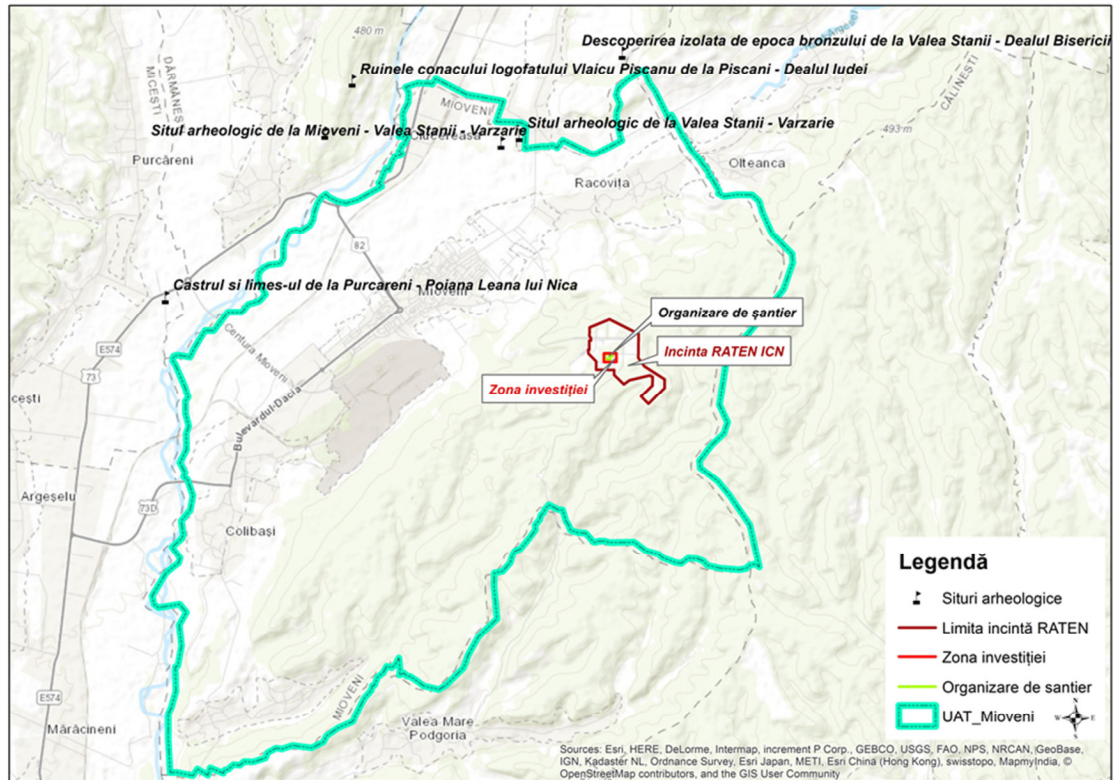 480 m
Descoperirea izolata de epoca bronzului de la Valea Stanii - Dealul Bisericii
Ruinele conacului logofatului Vlaicu Piscanu de la Piscani - Dealul Iudei
DÂRMĂNEȘ
MICEȘTI
CĂLINEȘTI
MIOVENI
493 m
Situl arheologic de la Mioveni - Valea Stanii - Varzarie
Situl arheologic de la Valea Stanii - Varzarie
Purcăreni
Olteanca
Racovița
82
Castrul si limes-ul de la Purcareni - Poiana Leana lui Nica
Mioveni
Organizare de șantier
Centura Mioveni
E574
73
Incinta RATEN ICN
Zona investiției
cești
Bulevardul-Dacia
Argeșelu
73D
Colibași
E574
Mărăcineni
MIOVENI
Valea Mare
Podgoria
Legendă
Situri arheologice
Limita incintă RATEN
Zona investiției
Organizare de santier
UAT_Mioveni
N
W E
S
Sources: Esri, HERE, DeLorme, Intermap, increment P Corp., GEBCO, USGS, FAO, NPS, NRCAN, GeoBase,
IGN, Kadaster NL, Ordnance Survey, Esri Japan, METI, Esri China (Hong Kong), swisstopo, MapmyIndia, ©
OpenStreetMap contributors, and the GIS User Community